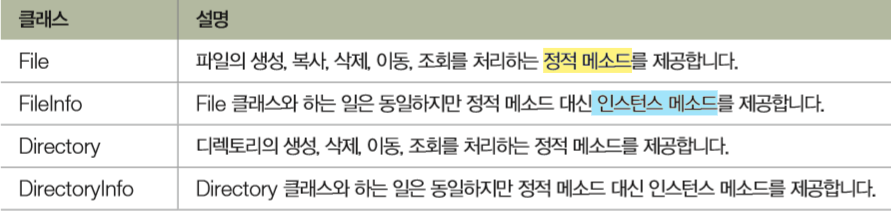 클래스 설명
File 파일의 생성, 복사, 삭제, 이동, 조회를 처리하는 정적 메소드를 제공합니다.
FileInfo File 클래스와 하는 일은 동일하지만 정적 메소드 대신 인스턴스 메소드를 제공합니다.
Directory 디렉토리의 생성, 삭제, 이동, 조회를 처리하는 정적 메소드를 제공합니다.
DirectoryInfo Directory 클래스와 하는 일은 동일하지만 정적 메소드 대신 인스턴스 메소드를 제공합니다.